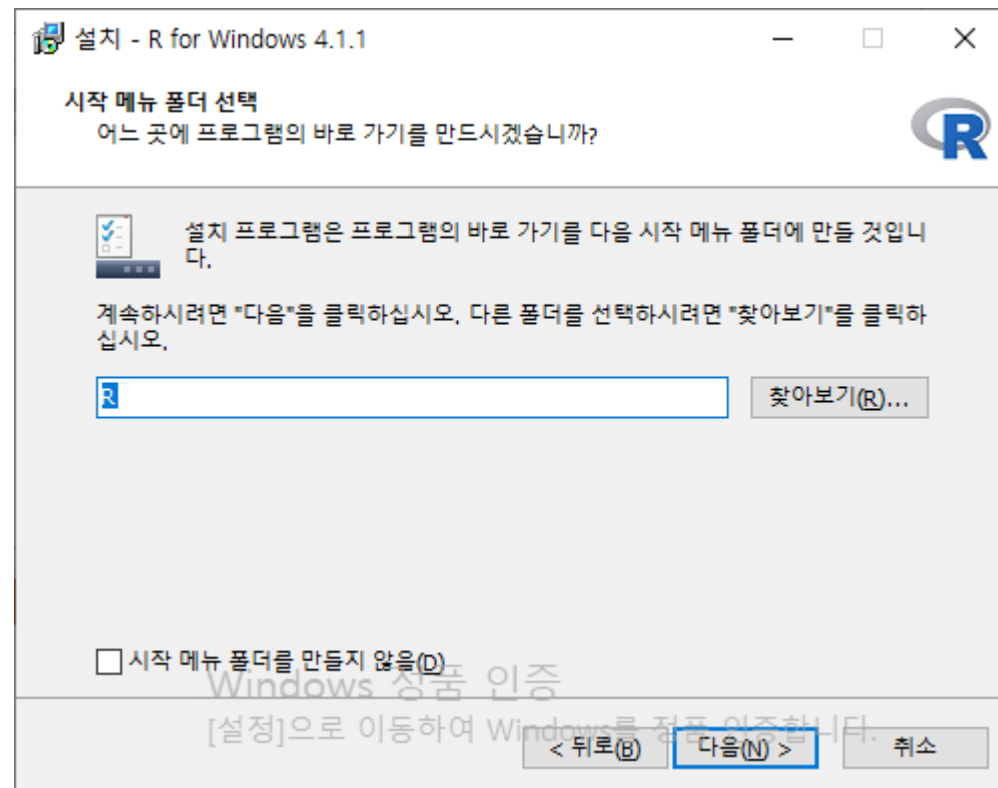 설치 - R for Windows 4.1.1
시작 메뉴 폴더 선택
어느 곳에 프로그램의 바로 가기를 만드시겠습니까?
R
설치 프로그램은 프로그램의 바로 가기를 다음 시작 메뉴 폴더에 만들 것입니
다.
계속하시려면 "다음"을 클릭하십시오. 다른 폴더를 선택하시려면 "찾아보기"를 클릭하
십시오.
R
찾아보기(R)...
시작 메뉴 폴더를 만들지 않음(D)
Windows 정품 인증
[설정]으로 이동하여 Windows를 정품 인증합니다.
< 뒤로(B)
다음(N) >
취소